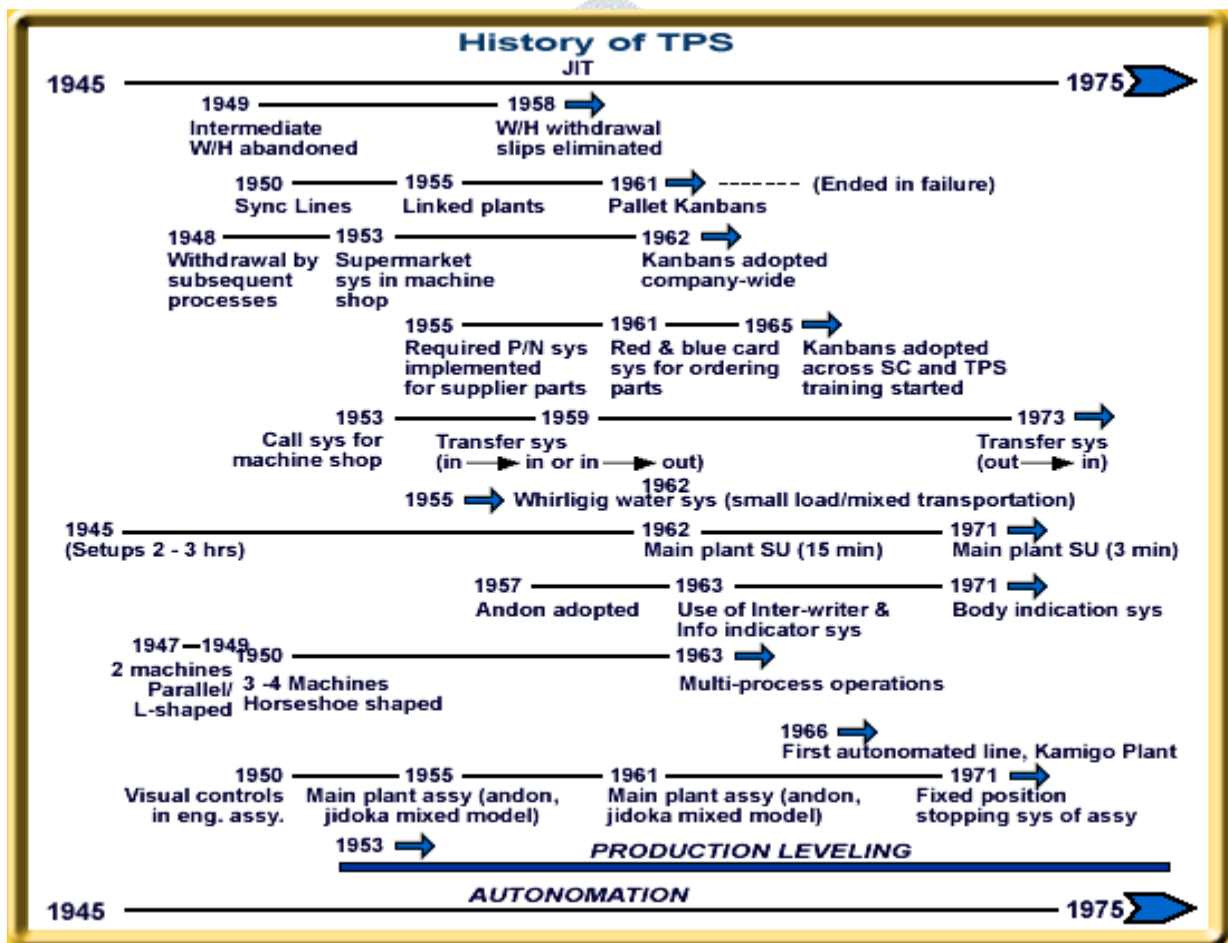 History of TPS
JIT
1945 1975
1949 1958
Intermediate W/H withdrawal
W/H abandoned slips eliminated
1950 1955 1961 ------- (Ended in failure)
Sync Lines Linked plants Pallet Kanbans
1948 1953 1962
Withdrawal by Supermarket Kanbans adopted
subsequent sys in machine company-wide
processes shop
1955 1961 1965
Required P/N sys Red & blue card Kanbans adopted
implemented sys for ordering across SC and TPS
for supplier parts parts training started
1953 1959 1973
Call sys for Transfer sys Transfer sys
machine shop (in in or in out) (out in)
1962
1955 Whirligig water sys (small load/mixed transportation)
1945 1962 1971
(Setups 2 - 3 hrs) Main plant SU (15 min) Main plant SU (3 min)
1957 1963 1971
Andon adopted Use of Inter-writer & Body indication sys
Info indicator sys
1947 1949 1950 1963
2 machines 3 -4 Machines Multi-process operations
Parallel/ Horseshoe shaped
L-shaped
1966
First autonomated line, Kamigo Plant
1950 1955 1961 1971
Visual controls Main plant assy (andon, Main plant assy (andon, Fixed position
in eng. assy. jidoka mixed model) jidoka mixed model) stopping sys of assy
1953 PRODUCTION LEVELING
AUTONOMATION
1945 1975